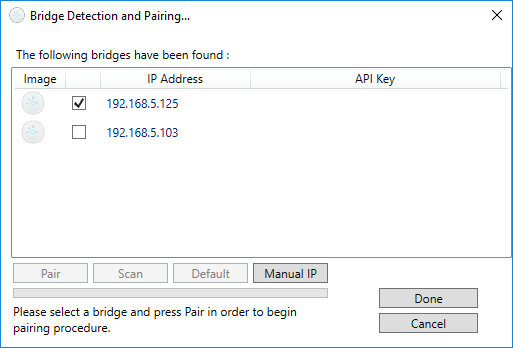 Bridge Detection and Pairing...
The following bridges have been found :
Image IP Address API Key
192.168.5.125
192.168.5.103
Pair Scan Default Manual IP
Please select a bridge and press Pair in order to begin
pairing procedure.
Done
Cancel